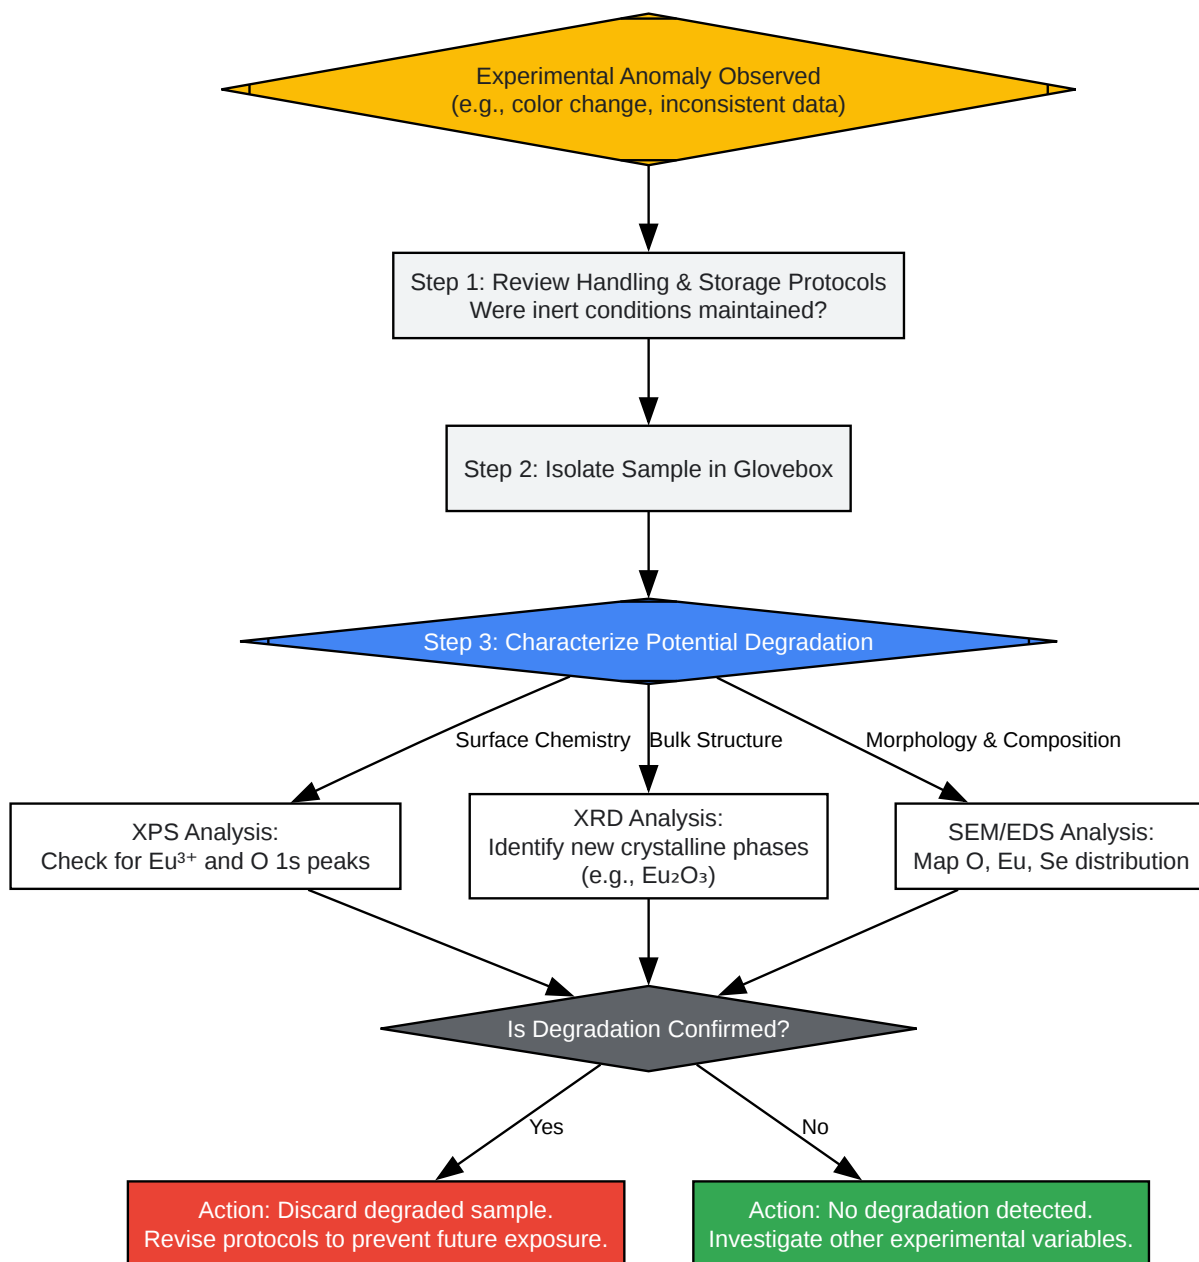 Experimental Anomaly Observed
(e.g., color change, inconsistent data)
Step 1: Review Handling & Storage Protocols
Were inert conditions maintained?
Step 2: Isolate Sample in Glovebox
Step 3: Characterize Potential Degradation
Surface Chemistry
Bulk Structure
Morphology & Composition
XPS Analysis:
Check for Eu³⁺ and O 1s peaks
XRD Analysis:
Identify new crystalline phases
(e.g., Eu₂O₃)
SEM/EDS Analysis:
Map O, Eu, Se distribution
Is Degradation Confirmed?
Yes
No
Action: Discard degraded sample.
Revise protocols to prevent future exposure.
Action: No degradation detected.
Investigate other experimental variables.